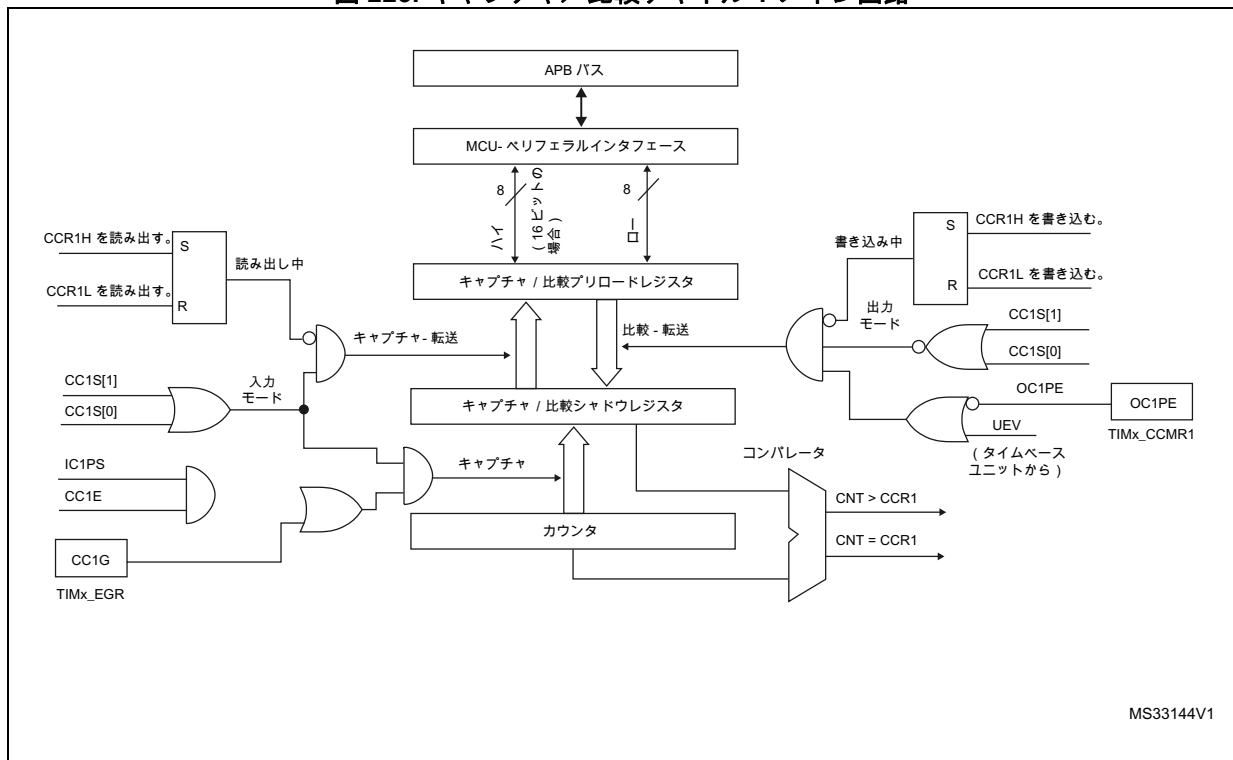 APB バス
MCU- ペリフェラルインタフェース
8
ハイ
( 16 ビットの
場合 )
8
ロー
CCR1H を読み出す。
S
読み出し中
CCR1L を読み出す。
R
キャプチャ / 比較プリロードレジスタ
書き込み中
S
CCR1H を書き込む。
R
CCR1L を書き込む。
キャプチャ- 転送
比較 - 転送
出力
モード
CC1S[1]
CC1S[0]
CC1S[1]
CC1S[0]
入力
モード
キャプチャ / 比較シャドウレジスタ
OC1PE
OC1PE
UEV
TIMx_CCMR1
( タイムベース
ユニットから )
IC1PS
CC1E
キャプチャ
コンパレータ
カウンタ
CNT > CCR1
CNT = CCR1
CC1G
TIMx_EGR
MS33144V1